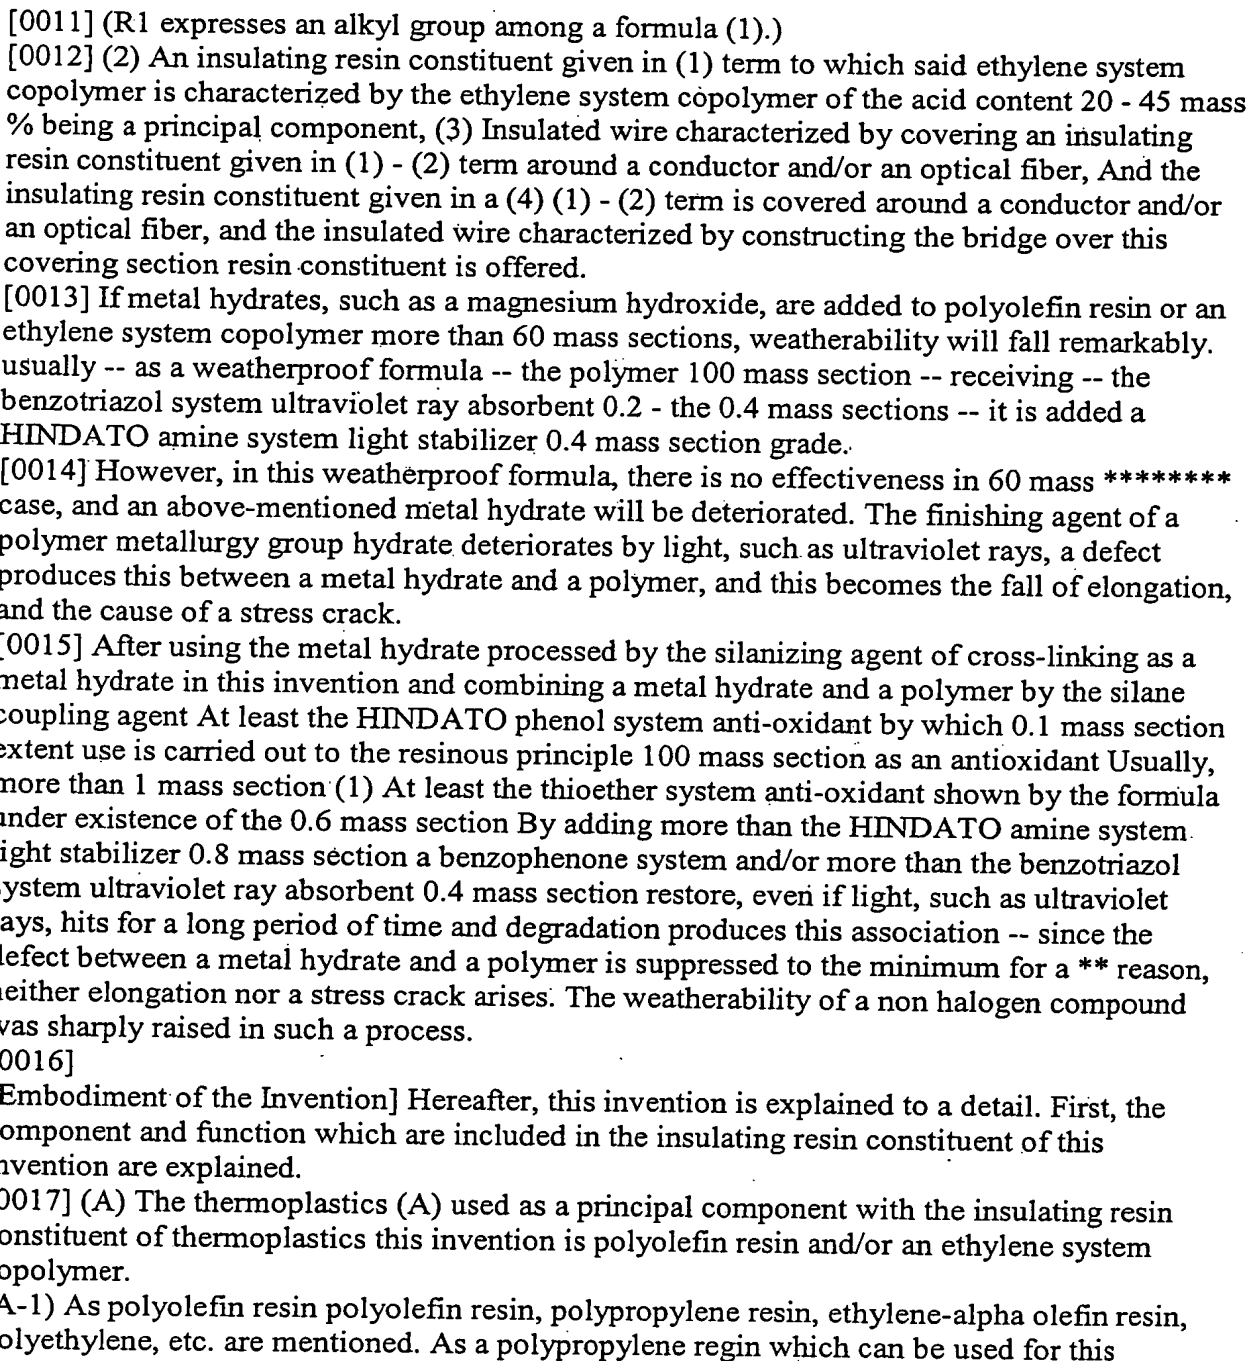 [0011] (R1 expresses an alkyl group among a formula (1).)
[0012] (2) An insulating resin constituent given in (1) term to which said ethylene system
copolymer is characterized by the ethylene system copolymer of the acid content 20 - 45 mass
% being a principal component, (3) Insulated wire characterized by covering an insulating
resin constituent given in (1) - (2) term around a conductor and/or an optical fiber, And the
insulating resin constituent given in a (4) (1) - (2) term is covered around a conductor and/or
an optical fiber, and the insulated wire characterized by constructing the bridge over this
covering section resin constituent is offered.
[0013] If metal hydrates, such as a magnesium hydroxide, are added to polyolefin resin or an
ethylene system copolymer more than 60 mass sections, weatherability will fall remarkably.
usually -- as a weatherproof formula -- the polymer 100 mass section -- receiving -- the
benzotriazol system ultraviolet ray absorbent 0.2 - the 0.4 mass sections -- it is added a
HINDATO amine system light stabilizer 0.4 mass section grade.
[0014] However, in this weatherproof formula, there is no effectiveness in 60 mass ********
case, and an above-mentioned metal hydrate will be deteriorated. The finishing agent of a
polymer metallurgy group hydrate deteriorates by light, such as ultraviolet rays, a defect
produces this between a metal hydrate and a polymer, and this becomes the fall of elongation,
and the cause of a stress crack.
[0015] After using the metal hydrate processed by the silanizing agent of cross-linking as a
metal hydrate in this invention and combining a metal hydrate and a polymer by the silane
coupling agent At least the HINDATO phenol system anti-oxidant by which 0.1 mass section
extent use is carried out to the resinous principle 100 mass section as an antioxidant Usually,
more than 1 mass section (1) At least the thioether system anti-oxidant shown by the formula
under existence of the 0.6 mass section By adding more than the HINDATO amine system
light stabilizer 0.8 mass section a benzophenone system and/or more than the benzotriazol
system ultraviolet ray absorbent 0.4 mass section restore, even if light, such as ultraviolet
rays, hits for a long period of time and degradation produces this association -- since the
defect between a metal hydrate and a polymer is suppressed to the minimum for a ** reason,
neither elongation nor a stress crack arises. The weatherability of a non halogen compound
was sharply raised in such a process.
0016]
Embodiment of the Invention] Hereafter, this invention is explained to a detail. First, the
omponent and function which are included in the insulating resin constituent of this
nvention are explained.
0017] (A) The thermoplastics (A) used as a principal component with the insulating resin
onstituent of thermoplastics this invention is polyolefin resin and/or an ethylene system
opolymer.
A-1) As polyolefin resin polyolefin resin, polypropylene resin, ethylene-alpha olefin resin,
olyethylene, etc. are mentioned. As a polypropylene regin which can be used for this